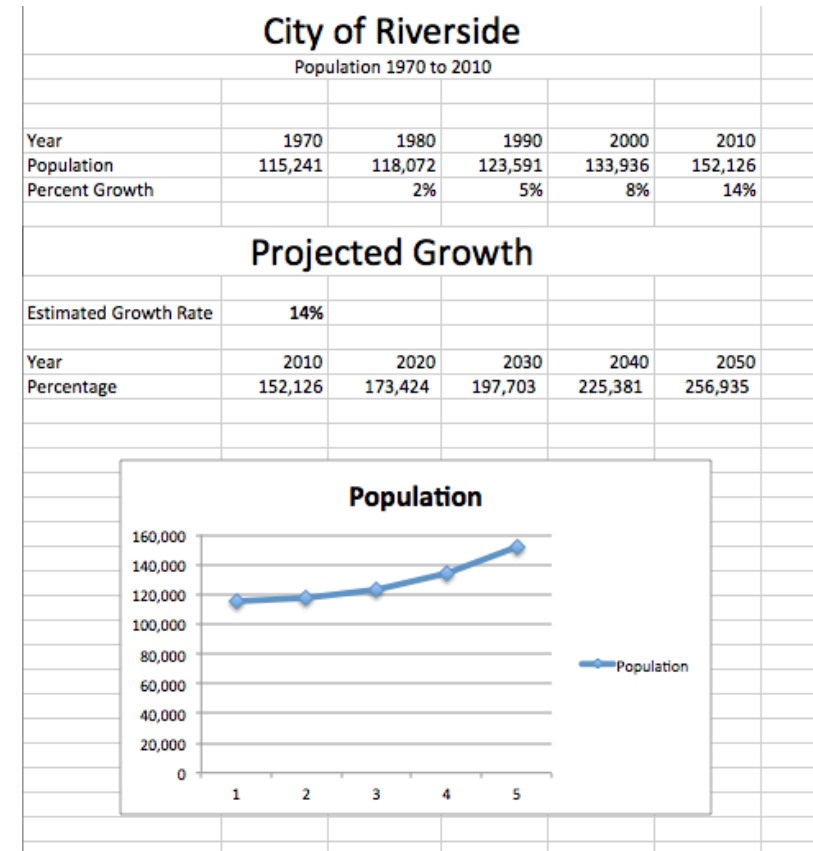 City of Riverside
Population 1970 to 2010
Year 1970 1980 1990 2000 2010
Population 115,241 118,072 123,591 133,936 152,126
Percent Growth 2% 5% 8% 14%
Projected Growth
Estimated Growth Rate 14%
Year 2010 2020 2030 2040 2050
Percentage 152,126 173,424 197,703 225,381 256,935
Population
160,000
140,000
120,000
100,000
80,000
60,000
40,000
20,000
0
1 2 3 4 5
Population